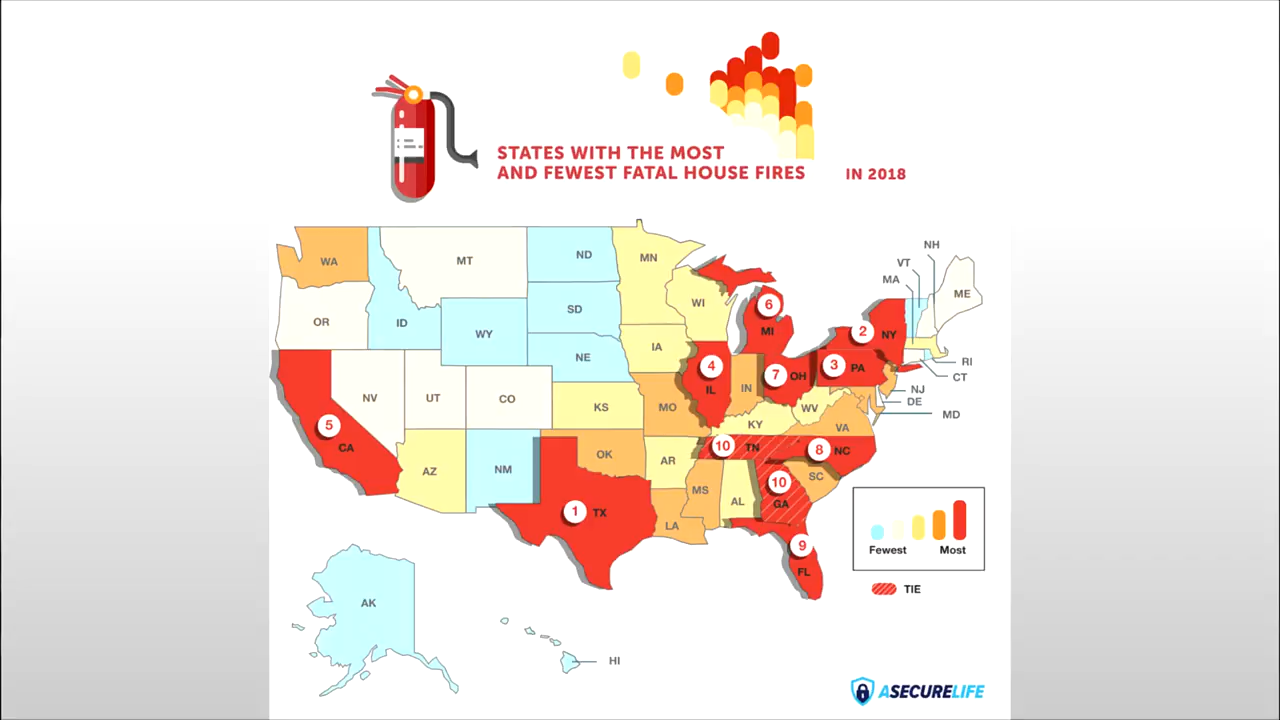 STATES WITH THE MOST
AND FEWEST FATAL HOUSE FIRES IN 2018
NH
VT
MA
ME
WA
MT
ND
MN
OR
ID
WY
SD
WI
6
MI
2
NY
NE
IA
4
IL
IN
7
OH
3
PA
RI
CT
NJ
DE
MD
NV
UT
CO
KS
MO
KY
WV
VA
5
CA
AZ
NM
OK
AR
10
TN
8
NC
SC
MS
AL
10
GA
LA
1
TX
9
FL
Fewest
Most
TIE
AK
HI
ASECURELIFE